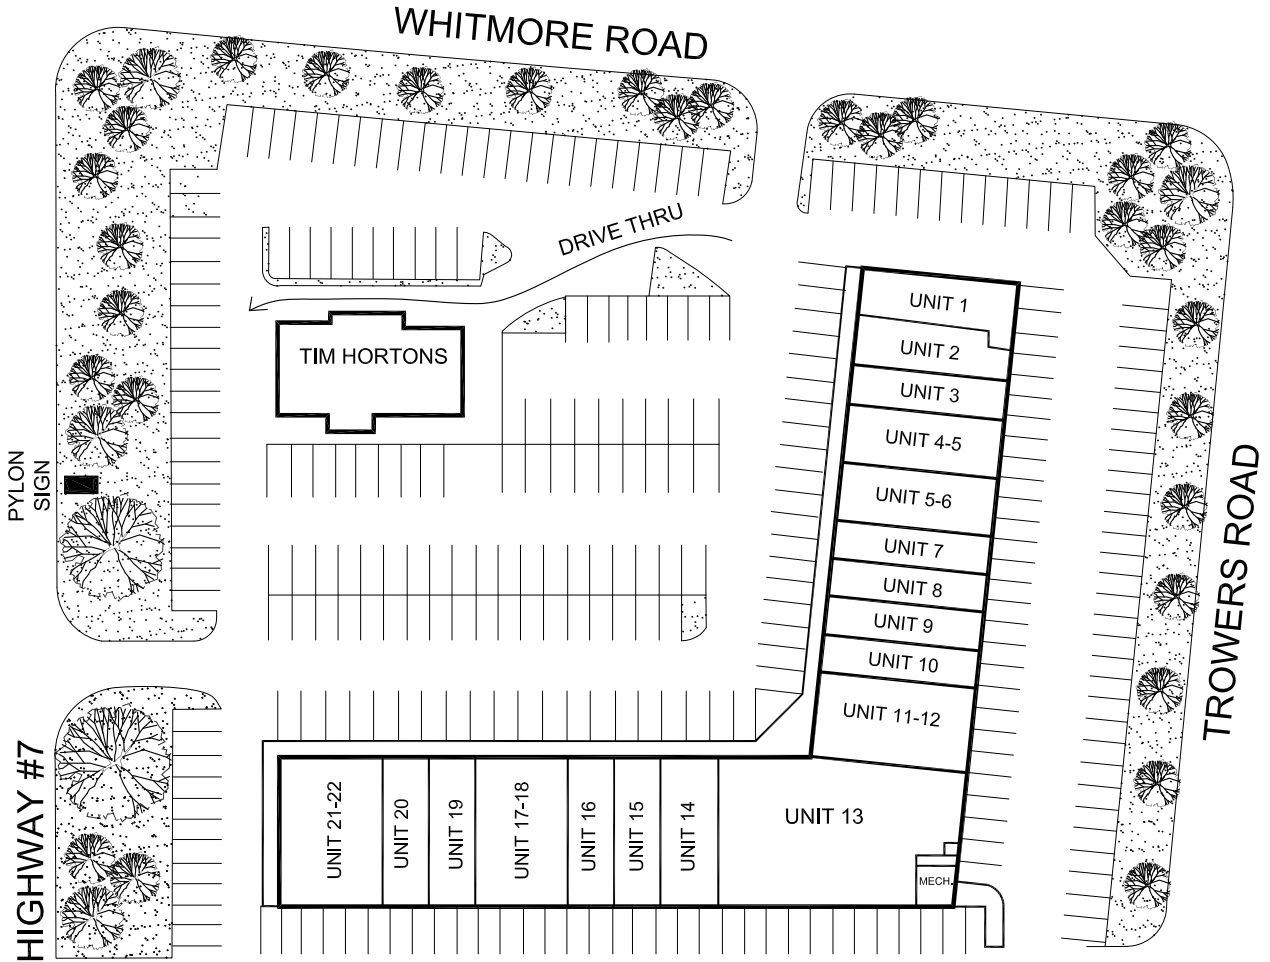 WHITMORE ROAD
DRIVE THRU
TIM HORTONS
UNIT 1
UNIT 2
UNIT 3
UNIT 4-5
UNIT 5-6
UNIT 7
UNIT 8
UNIT 9
UNIT 10
UNIT 11-12
UNIT 13
MECH.
UNIT 14
UNIT 15
UNIT 16
UNIT 17-18
UNIT 19
UNIT 20
UNIT 21-22
PYLON
SIGN
HIGHWAY #7
TROWERS ROAD